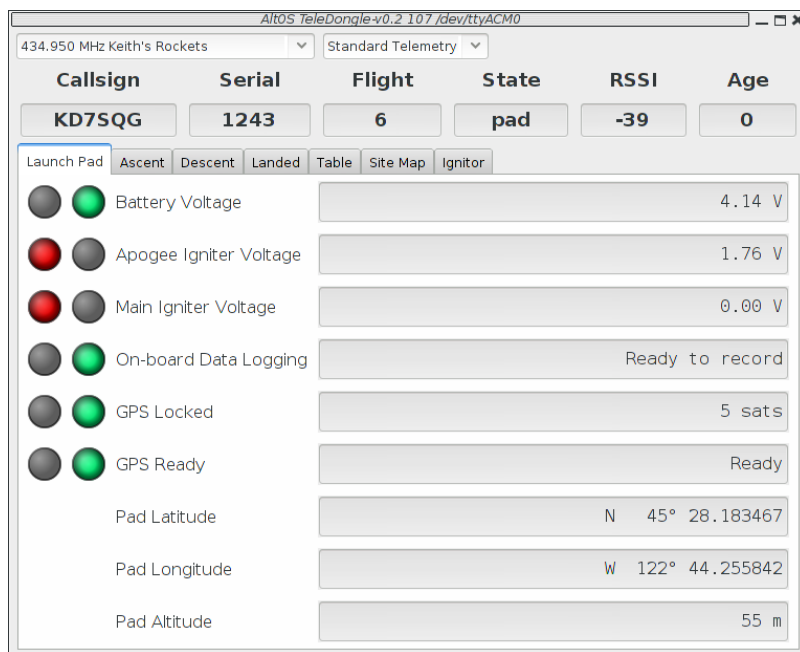 AltOS TeleDongle-v0.2 107 /dev/ttyACM0
434.950 MHz Keith's Rockets Standard Telemetry
Callsign Serial Flight State RSSI Age
KD7SQG 1243 6 pad -39 0
Launch Pad Ascent Descent Landed Table Site Map Ignitor
Battery Voltage 4.14 V
Apogee Igniter Voltage 1.76 V
Main Igniter Voltage 0.00 V
On-board Data Logging Ready to record
GPS Locked 5 sats
GPS Ready Ready
Pad Latitude N 45° 28.183467
Pad Longitude W 122° 44.255842
Pad Altitude 55 m